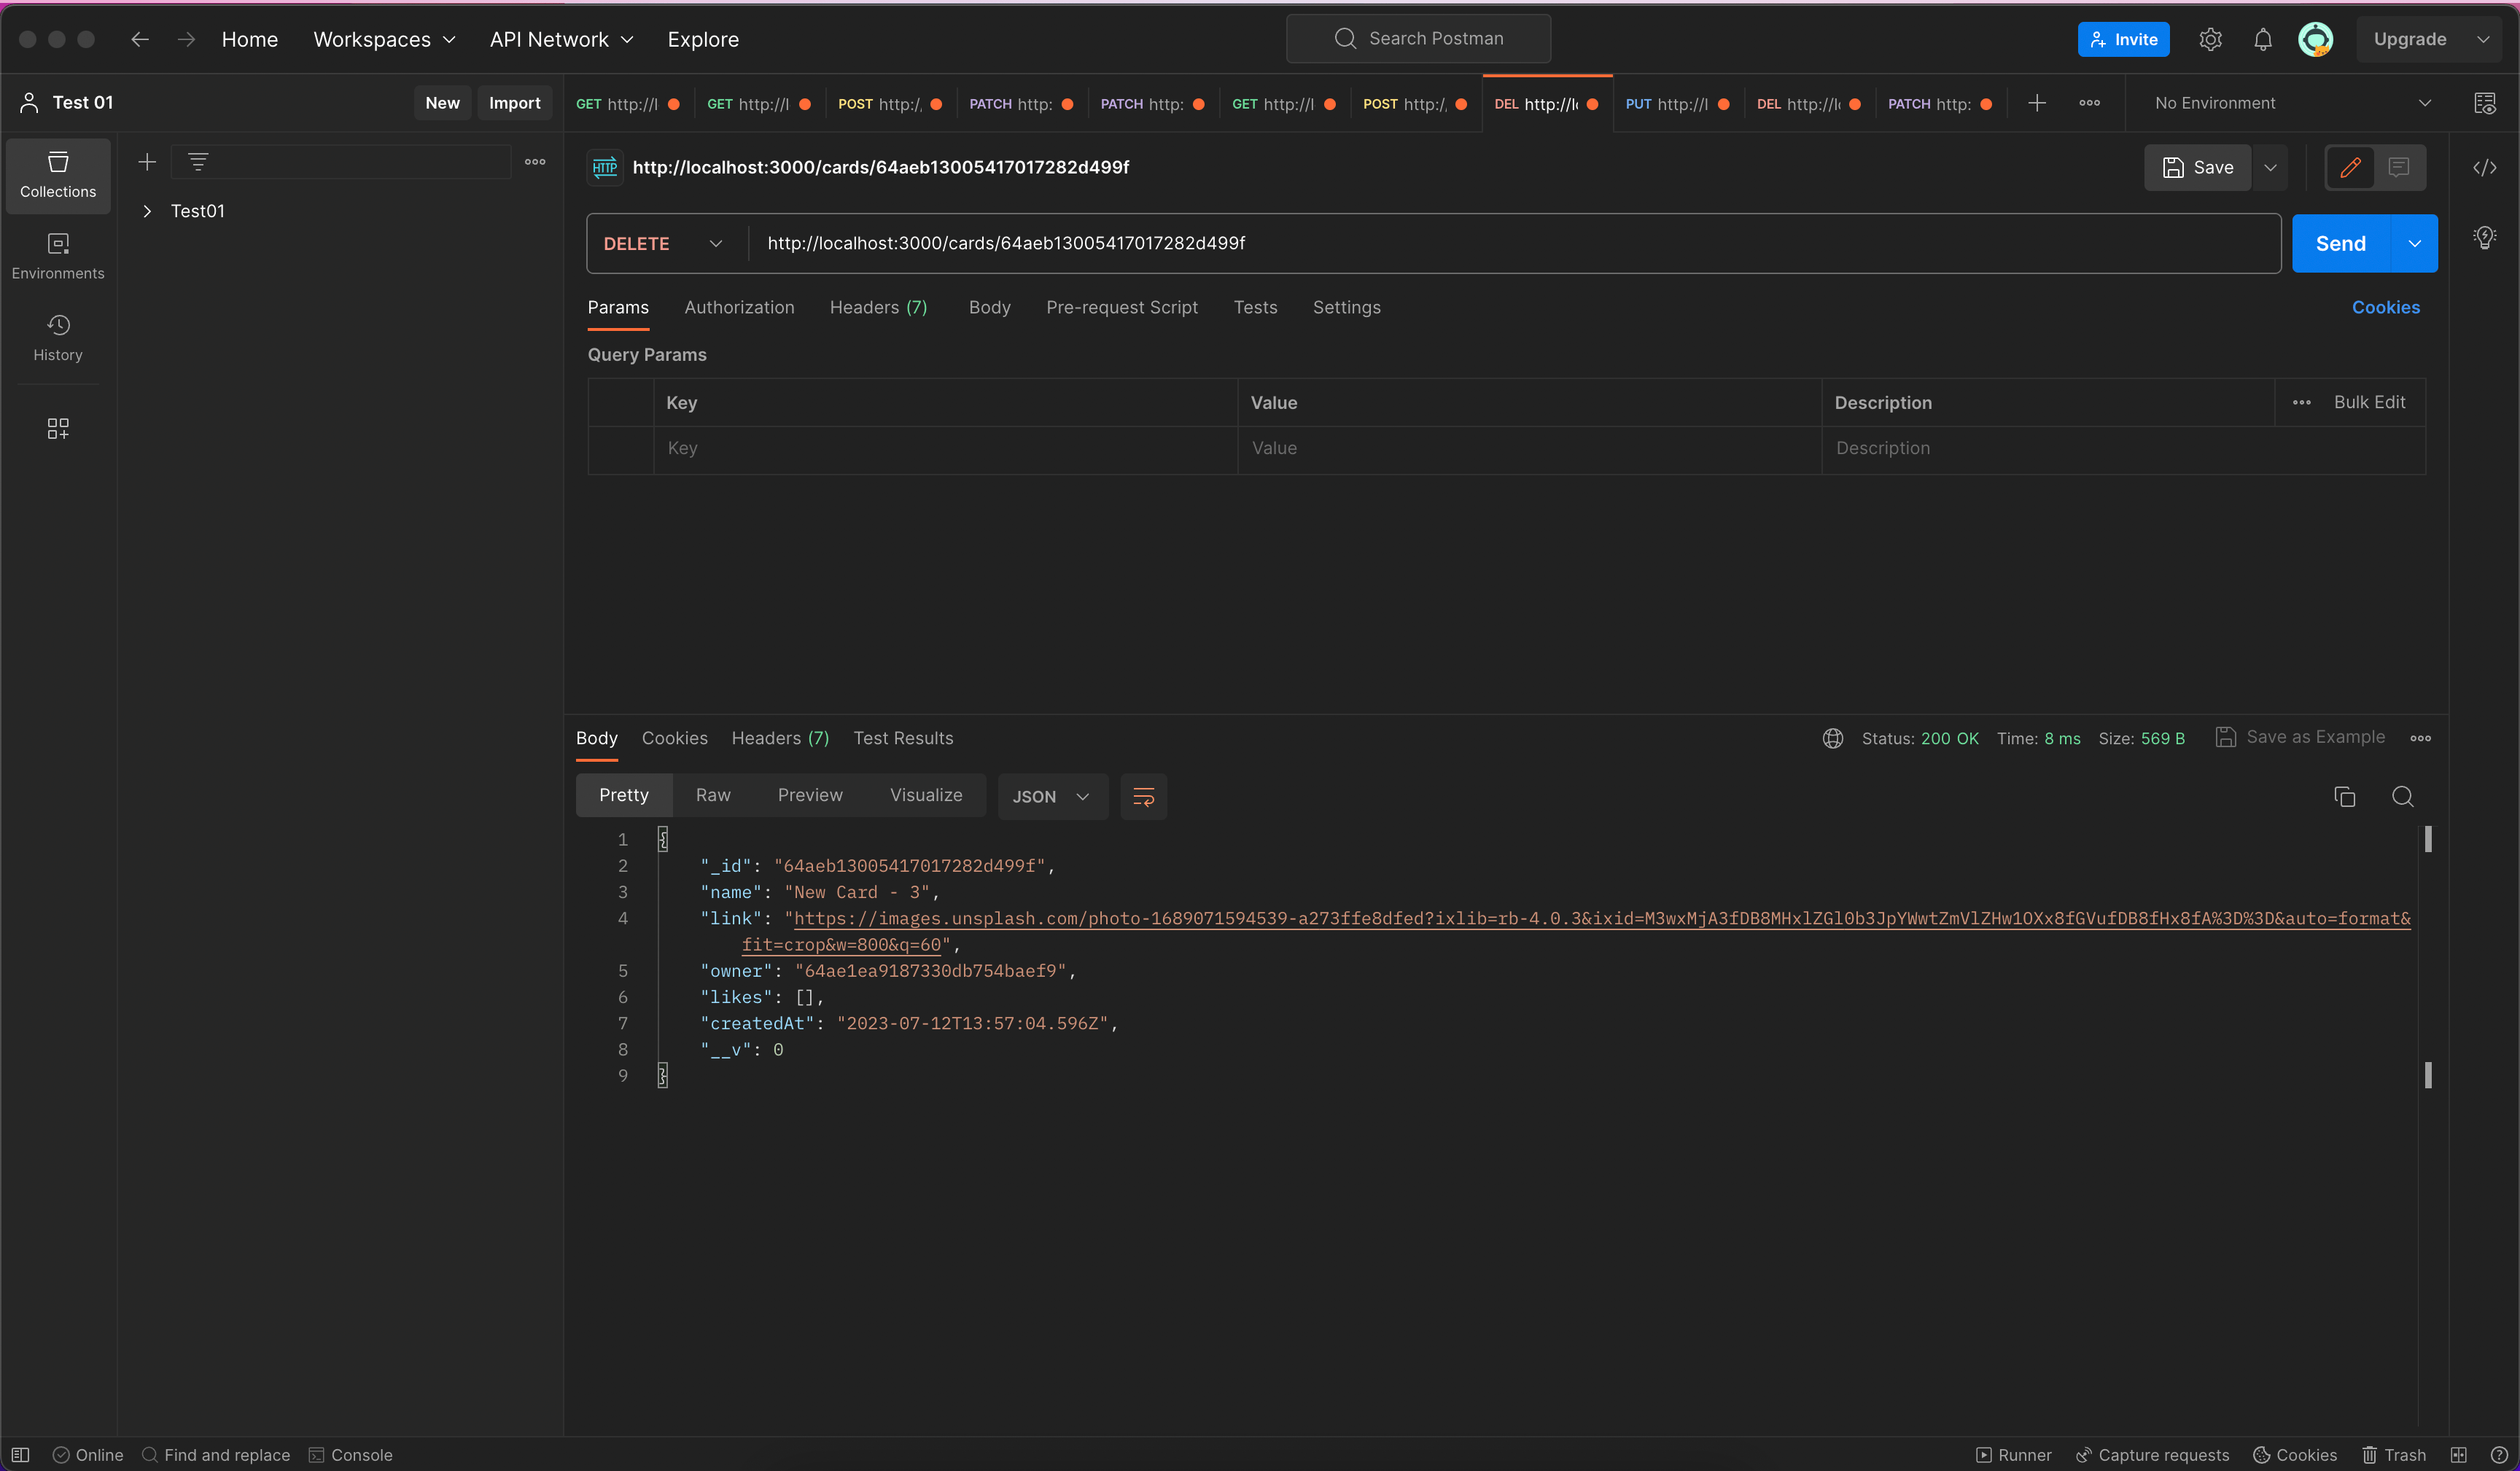 Home Workspaces API Network Explore Search Postman Invite Upgrade
Test 01 New Import GET http://l GET http://l POST http:/, PATCH http: PATCH http: GET http://l POST http:/, DEL http://l PUT http://l DEL http://l PATCH http: No Environment
Collections
Environments
History
Test01
HTTP http://localhost:3000/cards/64aeb13005417017282d499f Save
DELETE http://localhost:3000/cards/64aeb13005417017282d499f Send
Params Authorization Headers (7) Body Pre-request Script Tests Settings Cookies
Query Params
Key Value Description Bulk Edit
Key Value Description
Body Cookies Headers (7) Test Results Status: 200 OK Time: 8 ms Size: 569 B Save as Example
Pretty Raw Preview Visualize JSON
1 {
2 "_id": "64aeb13005417017282d499f",
3 "name": "New Card - 3",
4 "link": "https://images.unsplash.com/photo-1689071594539-a273ffe8dfed?ixlib=rb-4.0.3&ixid=M3wxMjA3fDB8MHxlZGl0b3JpYWwtZmVlZHw1OXx8fGVufDB8fHx8fA%3D%3D&auto=format&
fit=crop&w=800&q=60",
5 "owner": "64ae1ea9187330db754baef9",
6 "likes": [],
7 "createdAt": "2023-07-12T13:57:04.596Z",
8 "__v": 0
9 }
Online Find and replace Console Runner Capture requests Cookies Trash